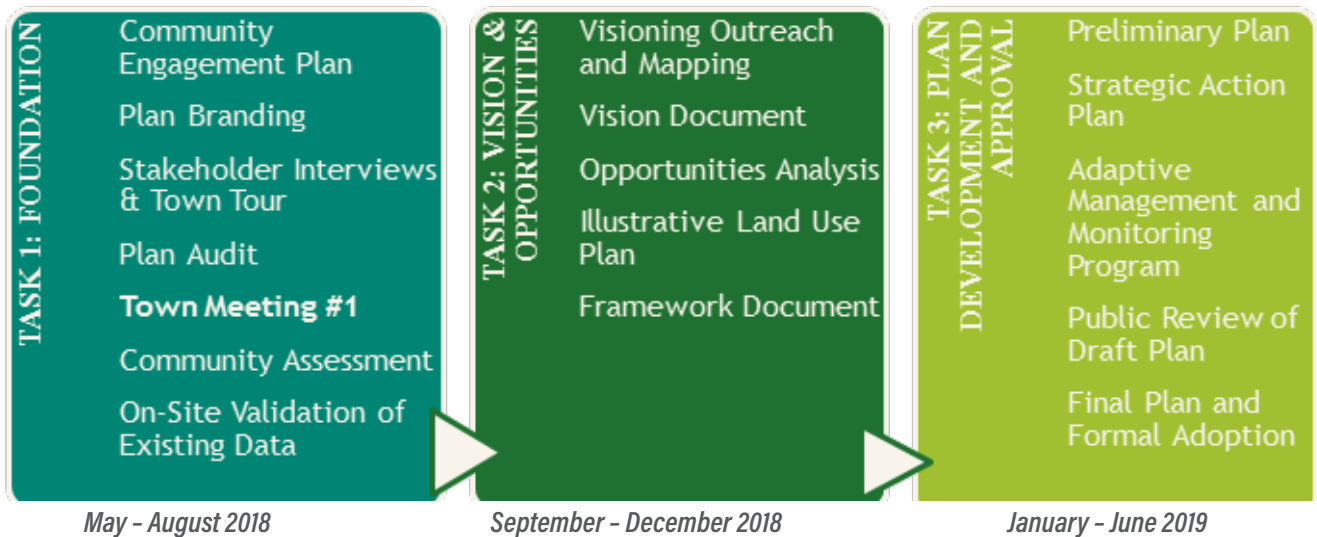 TASK 1: FOUNDATION
Community
Engagement Plan
Plan Branding
Stakeholder Interviews
& Town Tour
Plan Audit
Town Meeting #1
Community Assessment
On-Site Validation of
Existing Data
May – August 2018
TASK 2: VISION &
OPPORTUNITIES
Visioning Outreach
and Mapping
Vision Document
Opportunities Analysis
Illustrative Land Use
Plan
Framework Document
September – December 2018
TASK 3: PLAN
DEVELOPMENT AND
APPROVAL
Preliminary Plan
Strategic Action
Plan
Adaptive
Management and
Monitoring
Program
Public Review of
Draft Plan
Final Plan and
Formal Adoption
January – June 2019